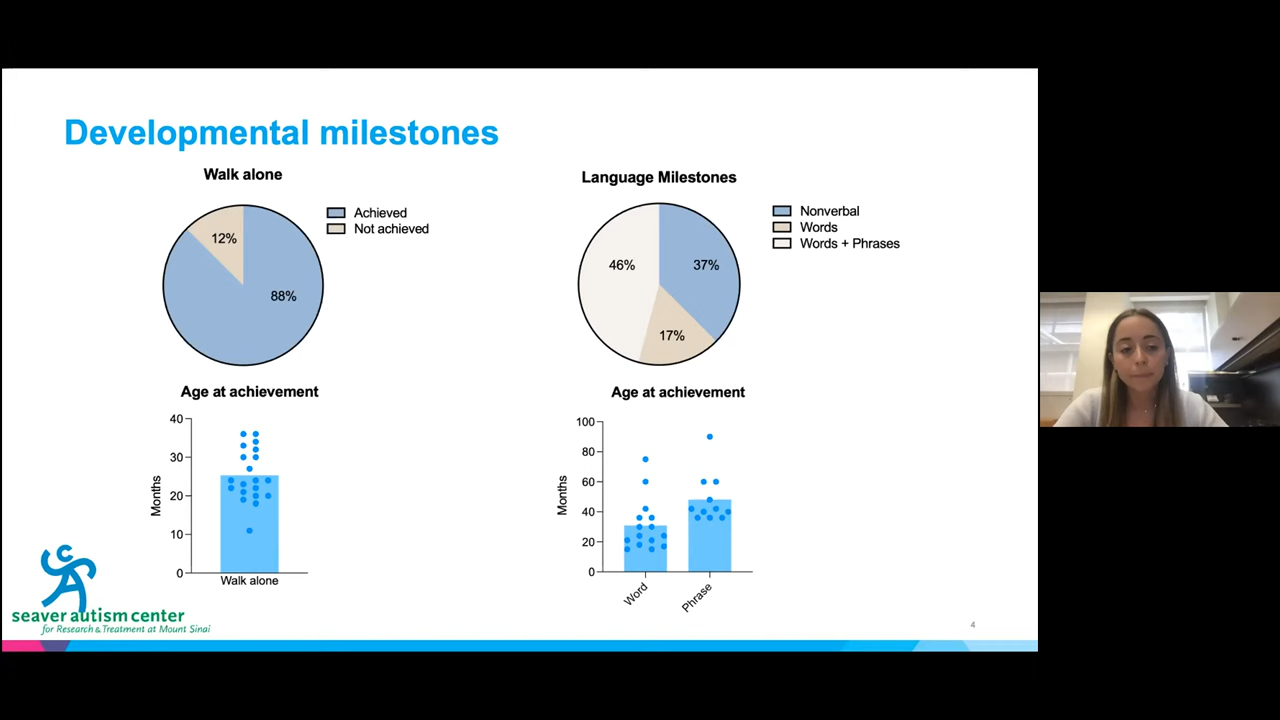 Developmental milestones
Walk alone
Achieved
Not achieved
12%
88%
Age at achievement
40
30
20
10
0
Months
Walk alone
Language Milestones
Nonverbal
Words
Words + Phrases
46%
37%
17%
Age at achievement
100
80
60
40
20
0
Months
Word
Phrase
seaver autism center
for Research & Treatment at Mount Sinai
4